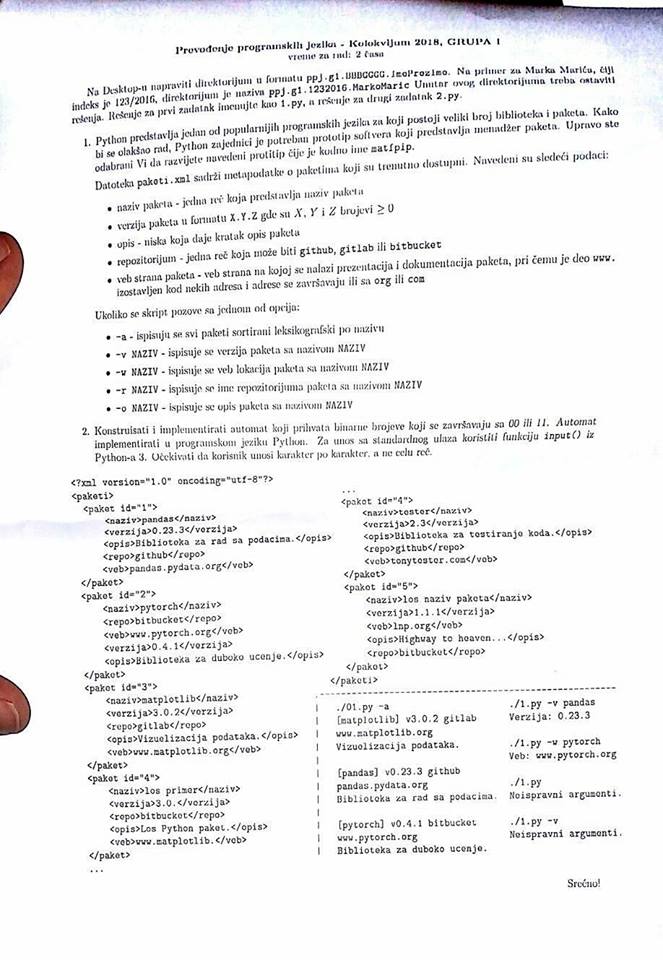 Prevođenje programskih jezika - Kolokvijum 2018, GRUPA 1
vreme za rad: 2 časa
Na Desktop-u napraviti direktorijum u formatu ppj.g1.BBBGGGG.ImePrezime. Na primer za Marka Marića, čiji
indeks je 123/2016, direktorijum je naziva ppj.g1.1232016.MarkoMaric Unutar ovog direktorijuma treba ostaviti
rešenja. Rešenje za prvi zadatak imenujte kao 1.py, a rešenje za drugi zadatak 2.py.
1. Python predstavlja jedan od popularnijih programskih jezika za koji postoji veliki broj biblioteka i paketa. Kako
bi se olakšao rad, Python zajednici je potreban prototip softvera koji predstavlja menadžer paketa. Upravo ste
odabrani Vi da razvijete navedeni protitip čije je kodno ime matfpip.
Datoteka paketi.xml sadrži metapodatke o paketima koji su trenutno dostupni. Navedeni su sledeći podaci:
• naziv paketa - jedna reč koja predstavlja naziv paketa
• verzija paketa u formatu X.Y.Z gde su X, Y i Z brojevi ≥ 0
• opis - niska koja daje kratak opis paketa
• repozitorijum - jedna reč koja može biti github, gitlab ili bitbucket
• veb strana paketa - veb strana na kojoj se nalazi prezentacija i dokumentacija paketa, pri čemu je deo www.
izostavljen kod nekih adresa i adrese se završavaju ili sa org ili com
Ukoliko se skript pozove sa jednom od opcija:
• -a - ispisuju se svi paketi sortirani leksikografski po nazivu
• -v NAZIV - ispisuje se verzija paketa sa nazivom NAZIV
• -w NAZIV - ispisuje se veb lokacija paketa sa nazivom NAZIV
• -r NAZIV - ispisuje se ime repozitorijuma paketa sa nazivom NAZIV
• -o NAZIV - ispisuje se opis paketa sa nazivom NAZIV
2. Konstruisati i implementirati automat koji prihvata binarne brojeve koji se završavaju sa 00 ili 11. Automat
implementirati u programskom jeziku Python. Za unos sa standardnog ulaza koristiti funkciju input() iz
Python-a 3. Očekivati da korisnik unosi karakter po karakter, a ne celu reč.
<?xml version="1.0" encoding="utf-8"?>
<paketi>
<paket id="1">
<naziv>pandas</naziv>
<verzija>0.23.3</verzija>
<opis>Biblioteka za rad sa podacima.</opis>
<repo>github</repo>
<veb>pandas.pydata.org</veb>
</paket>
<paket id="2">
<naziv>pytorch</naziv>
<repo>bitbucket</repo>
<veb>www.pytorch.org</veb>
<verzija>0.4.1</verzija>
<opis>Biblioteka za duboko ucenje.</opis>
</paket>
<paket id="3">
<naziv>matplotlib</naziv>
<verzija>3.0.2</verzija>
<repo>gitlab</repo>
<opis>Vizuelizacija podataka.</opis>
<veb>www.matplotlib.org</veb>
</paket>
<paket id="4">
<naziv>los primer</naziv>
<verzija>3.0.</verzija>
<repo>bitbucket</repo>
<opis>Los Python paket.</opis>
<veb>www.matplotlib.</veb>
</paket>
...
...
<paket id="4">
<naziv>tester</naziv>
<verzija>2.3</verzija>
<opis>Biblioteka za testiranje koda.</opis>
<repo>github</repo>
<veb>tonytester.com</veb>
</paket>
<paket id="5">
<naziv>los naziv paketa</naziv>
<verzija>1.1.1</verzija>
<veb>lnp.org</veb>
<opis>Highway to heaven...</opis>
<repo>bitbucket</repo>
</paket>
</paketi>
./01.py -a
[matplotlib] v3.0.2 gitlab
www.matplotlib.org
Vizuelizacija podataka.
[pandas] v0.23.3 github
pandas.pydata.org
Biblioteka za rad sa podacima.
[pytorch] v0.4.1 bitbucket
www.pytorch.org
Biblioteka za duboko ucenje.
./1.py -v pandas
Verzija: 0.23.3
./1.py -w pytorch
Veb: www.pytorch.org
./1.py
Neispravni argumenti.
./1.py -v
Neispravni argumenti.
Srećno!